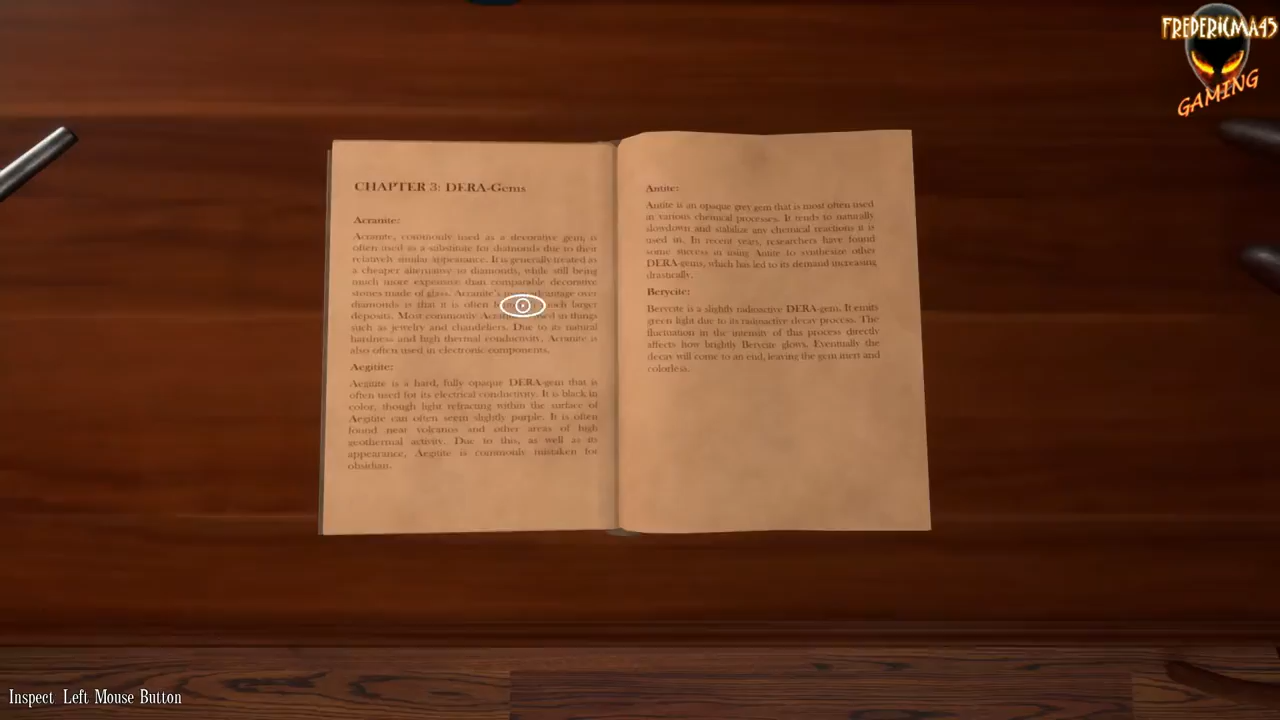 FREDERICMA45
GAMING
CHAPTER 3: DERA-Gems
Acranite:
Acranite, commonly used as a decorative gem, is
often used as a substitute for diamonds due to their
relatively similar appearance. It is generally treated as
a cheaper alternative to diamonds, while still being
much more expensive than comparable decorative
stones made of glass. Acranite's over
diamonds is that it is often larger
deposits. Most commonly in things
such as jewelry and chandeliers. Due to its natural
hardness and high thermal conductivity, Acranite is
also often used in electronic components.
Aegitite:
Aegitite is a hard, fully opaque DERA-gem that is
often used for its electrical conductivity. It is black in
color, though light refracting within the surface of
Aegitite can often seem slightly purple. It is often
found near volcanos and other areas of high
geothermal activity. Due to this, as well as its
appearance, Aegitite is commonly mistaken for
obsidian.
Antite:
Antite is an opaque grey gem that is most often used
in various chemical processes. It tends to naturally
slowdown and stabilize any chemical reactions it is
used in. In recent years, researchers have found
some success in using Antite to synthesize other
DERA-gems, which has led to its demand increasing
drastically.
Berycite:
Berycite is a slightly radioactive DERA-gem. It emits
green light due to its radioactive decay process. The
fluctuation in the intensity of this process directly
affects how brightly Berycite glows. Eventually the
decay will come to an end, leaving the gem inert and
colorless.
Inspect Left Mouse Button